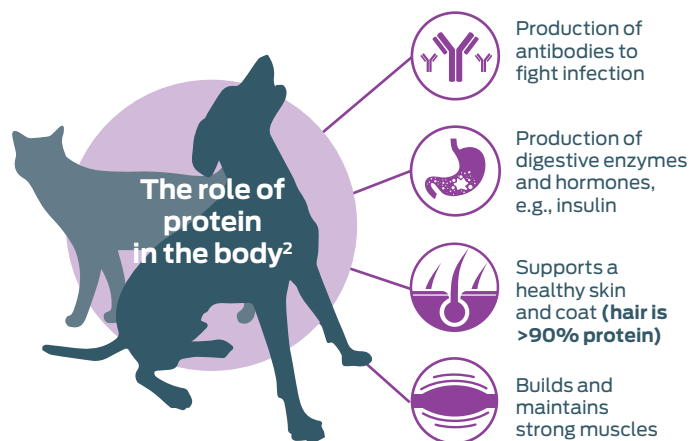 The role of
protein
in the body²
Production of
antibodies to
fight infection
Production of
digestive enzymes
and hormones,
e.g., insulin
Supports a
healthy skin
and coat (hair is
>90% protein)
Builds and
maintains
strong muscles